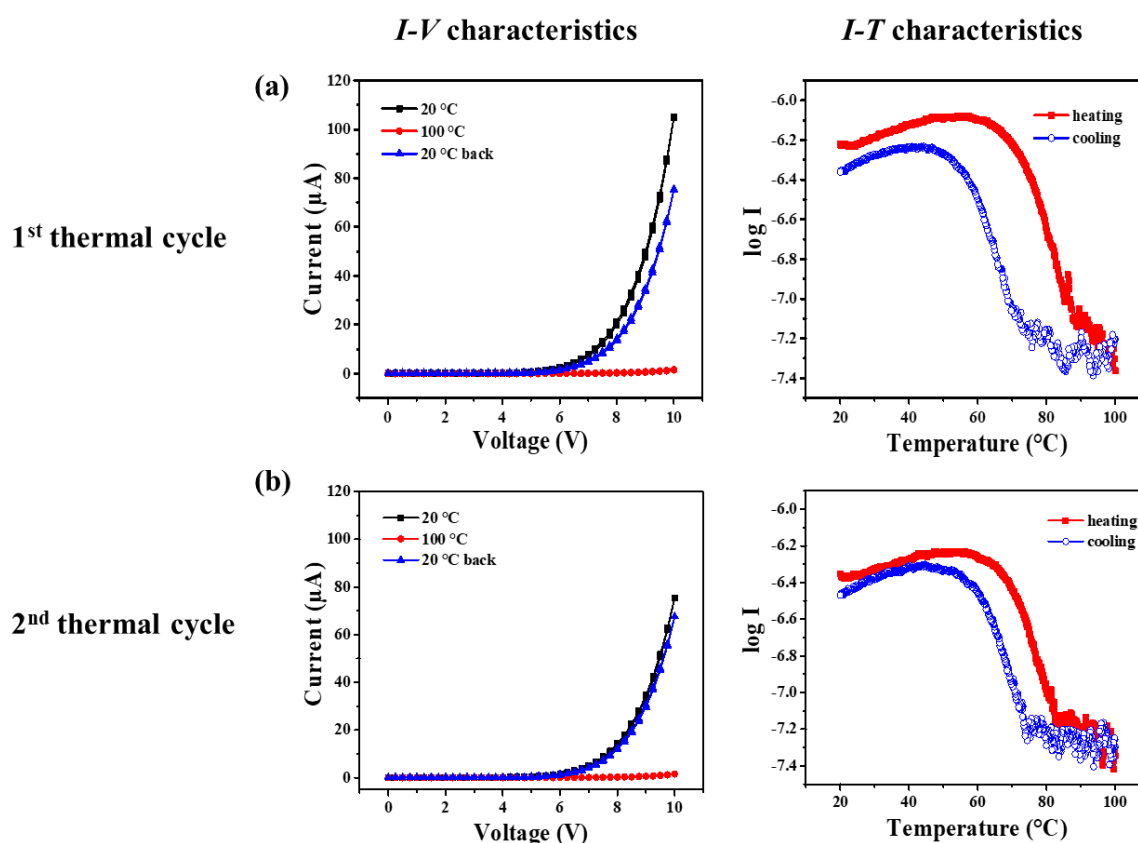 I-V characteristics
I-T characteristics
1st thermal cycle
(a)
120
100
80
60
40
20
0
Current (μA)
20 °C
100 °C
20 °C back
0 2 4 6 8 10
Voltage (V)
-6.0
-6.2
-6.4
-6.6
-6.8
-7.0
-7.2
-7.4
log I
heating
cooling
20 40 60 80 100
Temperature (°C)
2nd thermal cycle
(b)
120
100
80
60
40
20
0
Current (μA)
20 °C
100 °C
20 °C back
0 2 4 6 8 10
Voltage (V)
-6.0
-6.2
-6.4
-6.6
-6.8
-7.0
-7.2
-7.4
log I
heating
cooling
20 40 60 80 100
Temperature (°C)